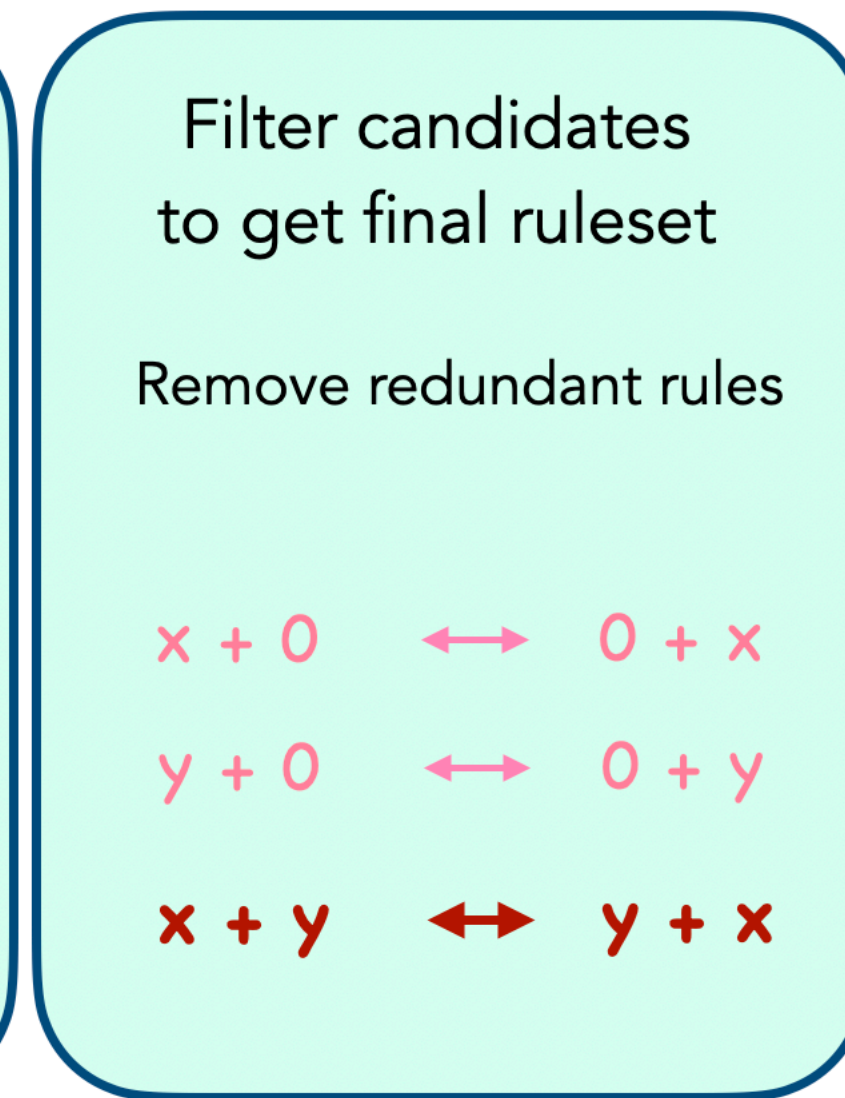 Filter candidates
to get final ruleset
Remove redundant rules
x + 0 ↔ 0 + x
y + 0 ↔ 0 + y
x + y ↔ y + x